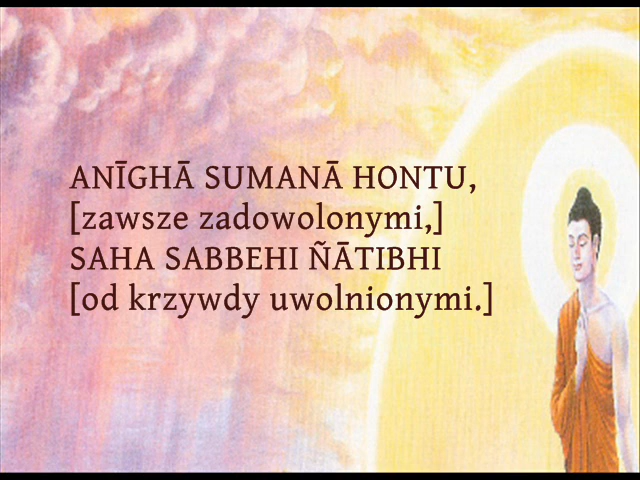 ANĪGHĀ SUMANĀ HONTU,
[zawsze zadowolonymi,]
SAHA SABBEHI ÑĀTIBHI
[od krzywdy uwolnionymi.]